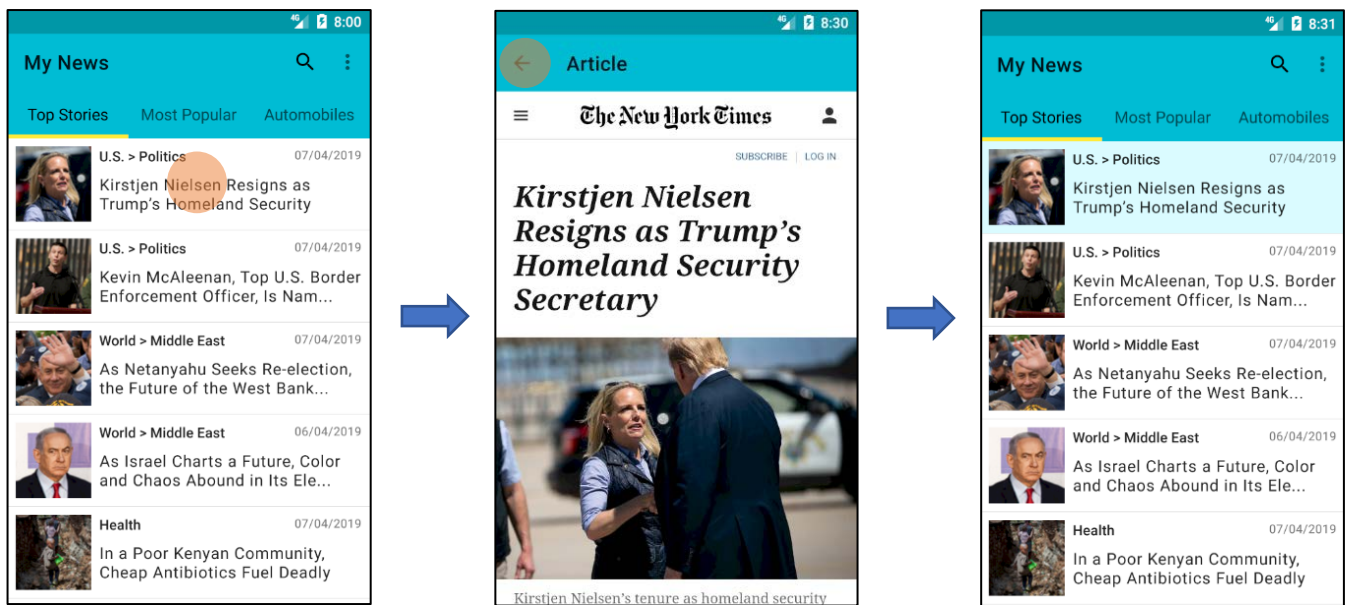 4G 8:00
My News
Top Stories Most Popular Automobiles
U.S. > Politics 07/04/2019
Kirstjen Nielsen Resigns as
Trump's Homeland Security
U.S. > Politics 07/04/2019
Kevin McAleenan, Top U.S. Border
Enforcement Officer, Is Nam...
World > Middle East 07/04/2019
As Netanyahu Seeks Re-election,
the Future of the West Bank...
World > Middle East 06/04/2019
As Israel Charts a Future, Color
and Chaos Abound in Its Ele...
Health 07/04/2019
In a Poor Kenyan Community,
Cheap Antibiotics Fuel Deadly
4G 8:30
Article
The New York Times
SUBSCRIBE | LOG IN
Kirstjen Nielsen
Resigns as Trump's
Homeland Security
Secretary
Kirstjen Nielsen's tenure as homeland security
4G 8:31
My News
Top Stories Most Popular Automobiles
U.S. > Politics 07/04/2019
Kirstjen Nielsen Resigns as
Trump's Homeland Security
U.S. > Politics 07/04/2019
Kevin McAleenan, Top U.S. Border
Enforcement Officer, Is Nam...
World > Middle East 07/04/2019
As Netanyahu Seeks Re-election,
the Future of the West Bank...
World > Middle East 06/04/2019
As Israel Charts a Future, Color
and Chaos Abound in Its Ele...
Health 07/04/2019
In a Poor Kenyan Community,
Cheap Antibiotics Fuel Deadly